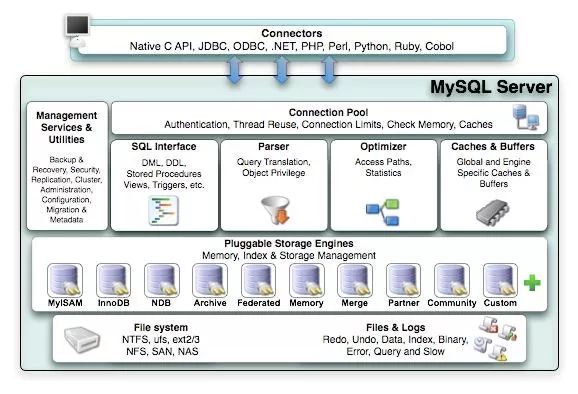 Connectors
Native C API, JDBC, ODBC, .NET, PHP, Perl, Python, Ruby, Cobol
MySQL Server
Management
Services &
Utilities
Backup &
Recovery, Security,
Replication, Cluster,
Administration,
Configuration,
Migration &
Metadata
Connection Pool
Authentication, Thread Reuse, Connection Limits, Check Memory, Caches
SQL Interface
DML, DDL,
Stored Procedures
Views, Triggers, etc.
Parser
Query Translation,
Object Privilege
Optimizer
Access Paths,
Statistics
Caches & Buffers
Global and Engine
Specific Caches &
Buffers
Pluggable Storage Engines
Memory, Index & Storage Management
MyISAM
InnoDB
NDB
Archive
Federated
Memory
Merge
Partner
Community
Custom
File system
NTFS, ufs, ext2/3
NFS, SAN, NAS
Files & Logs
Redo, Undo, Data, Index, Binary,
Error, Query and Slow